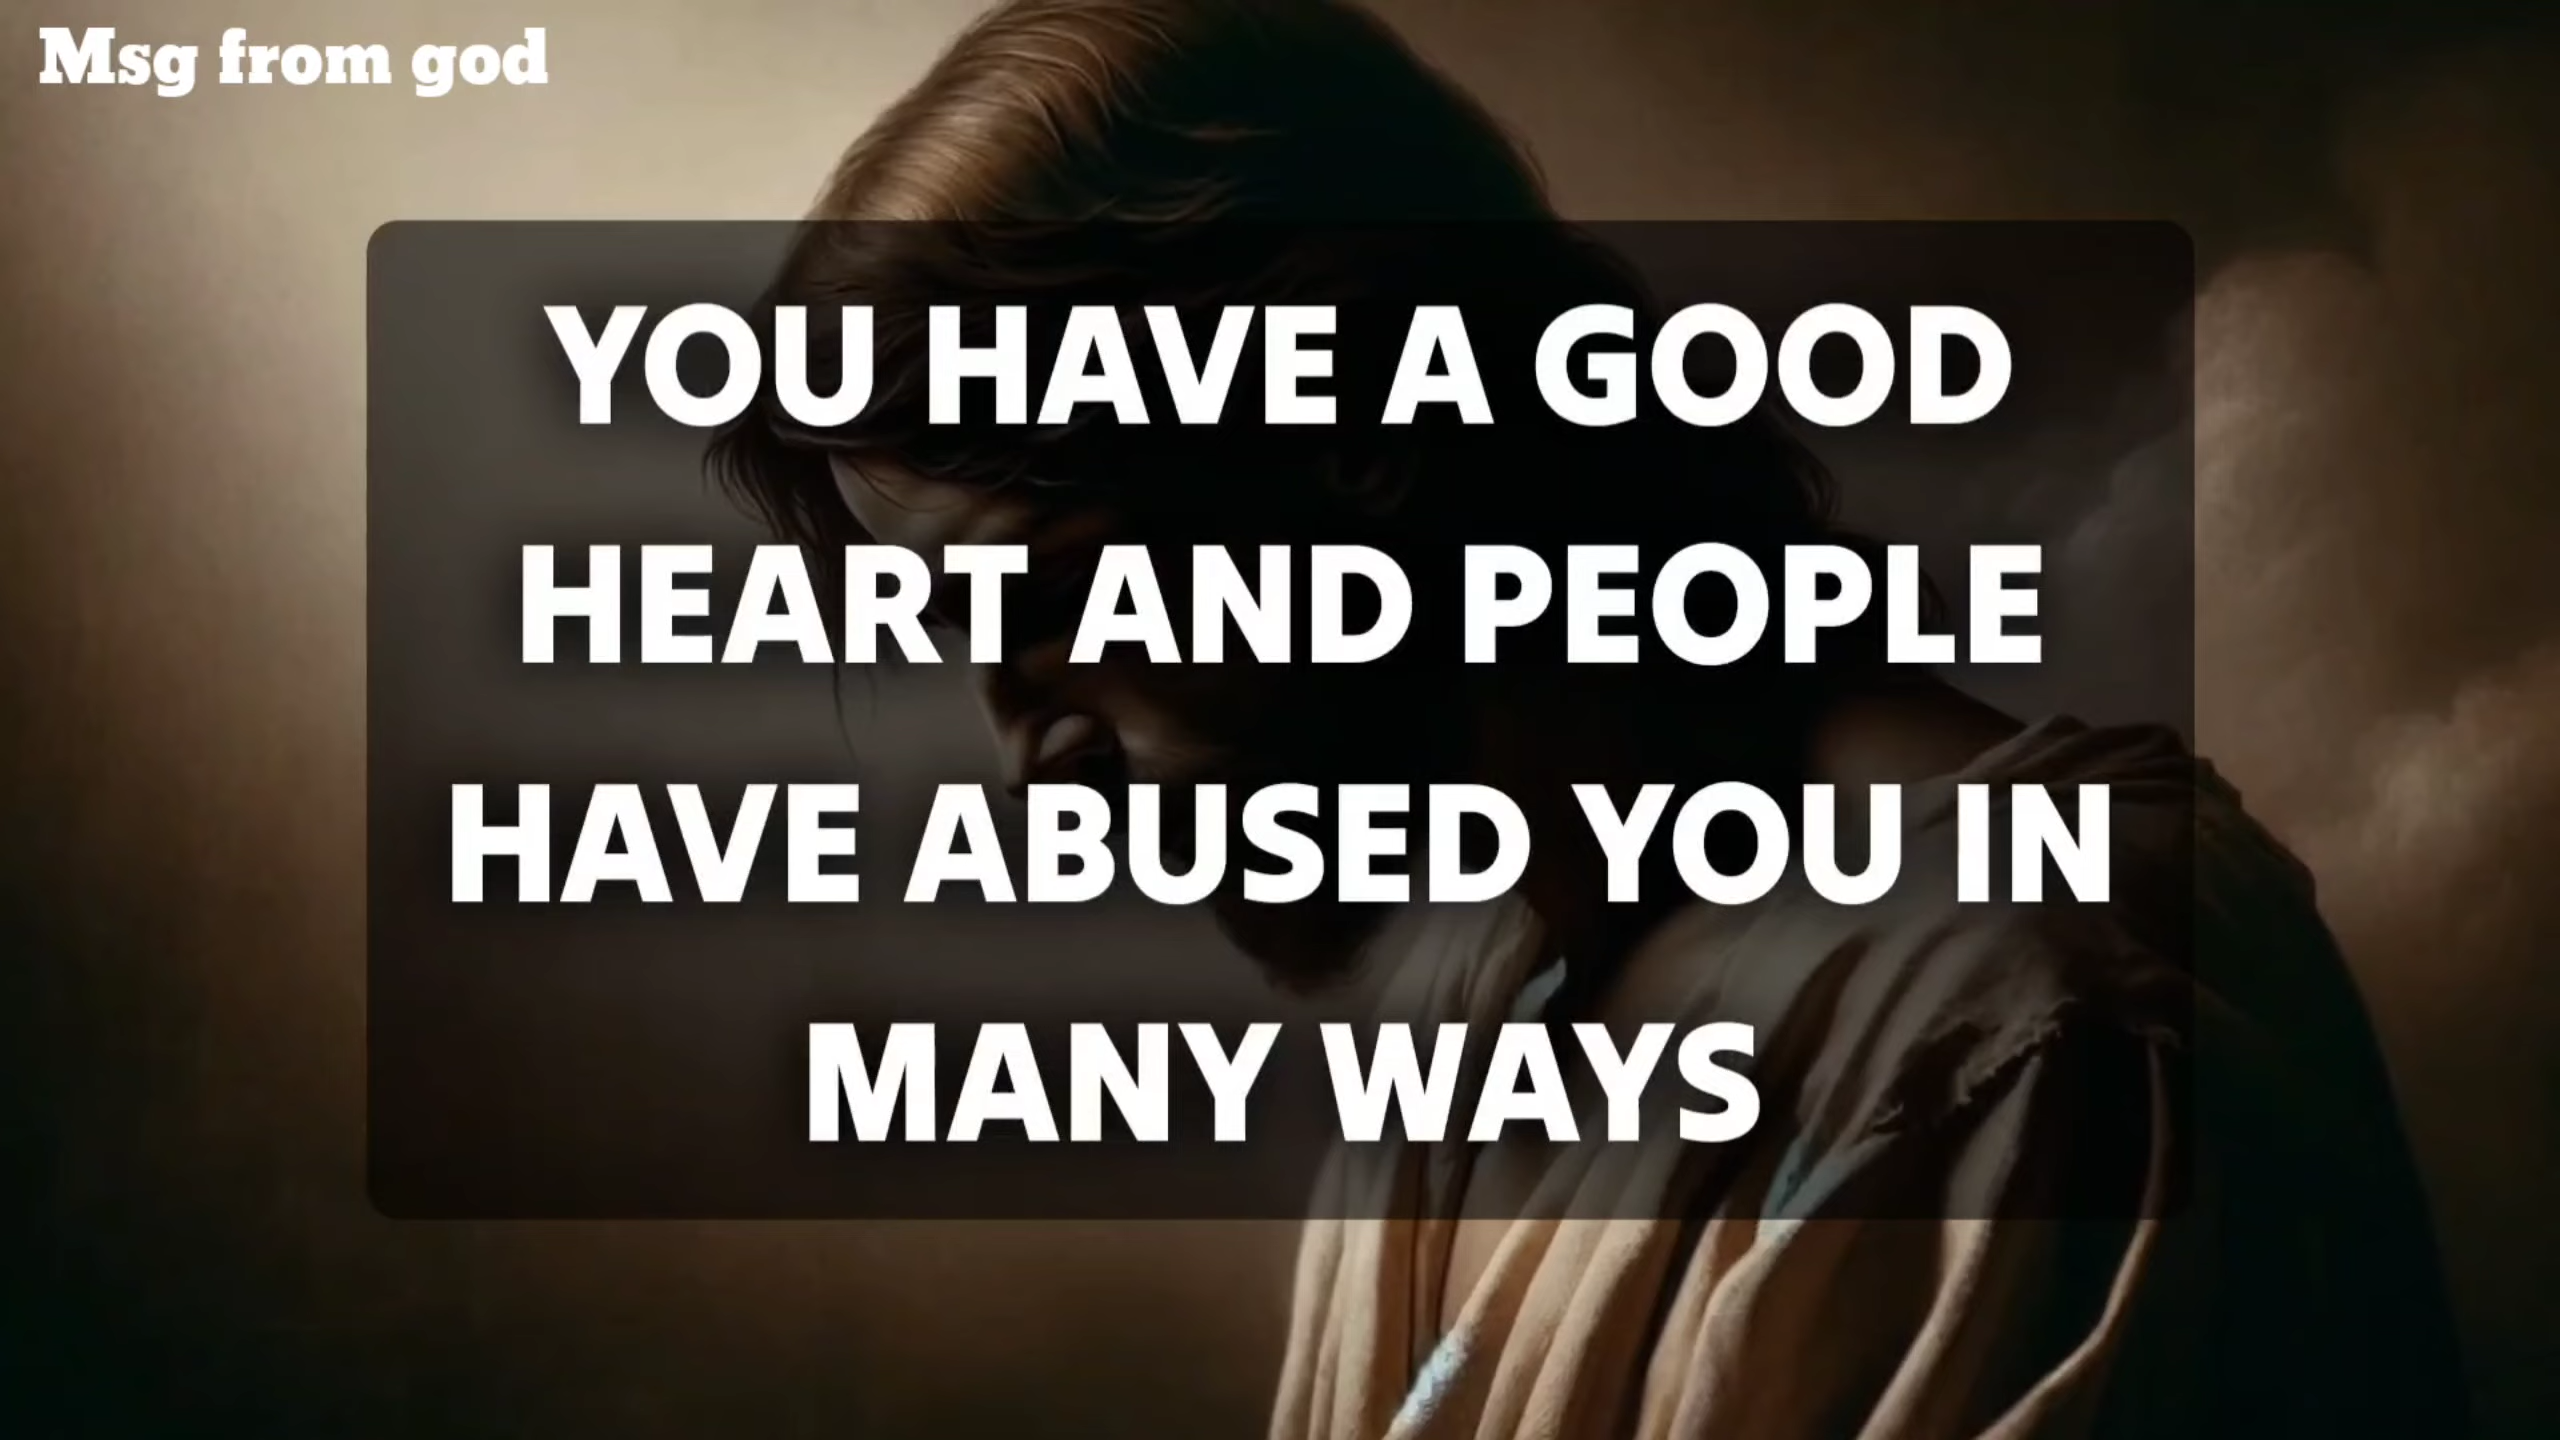 Msg from god
YOU HAVE A GOOD
HEART AND PEOPLE
HAVE ABUSED YOU IN
MANY WAYS